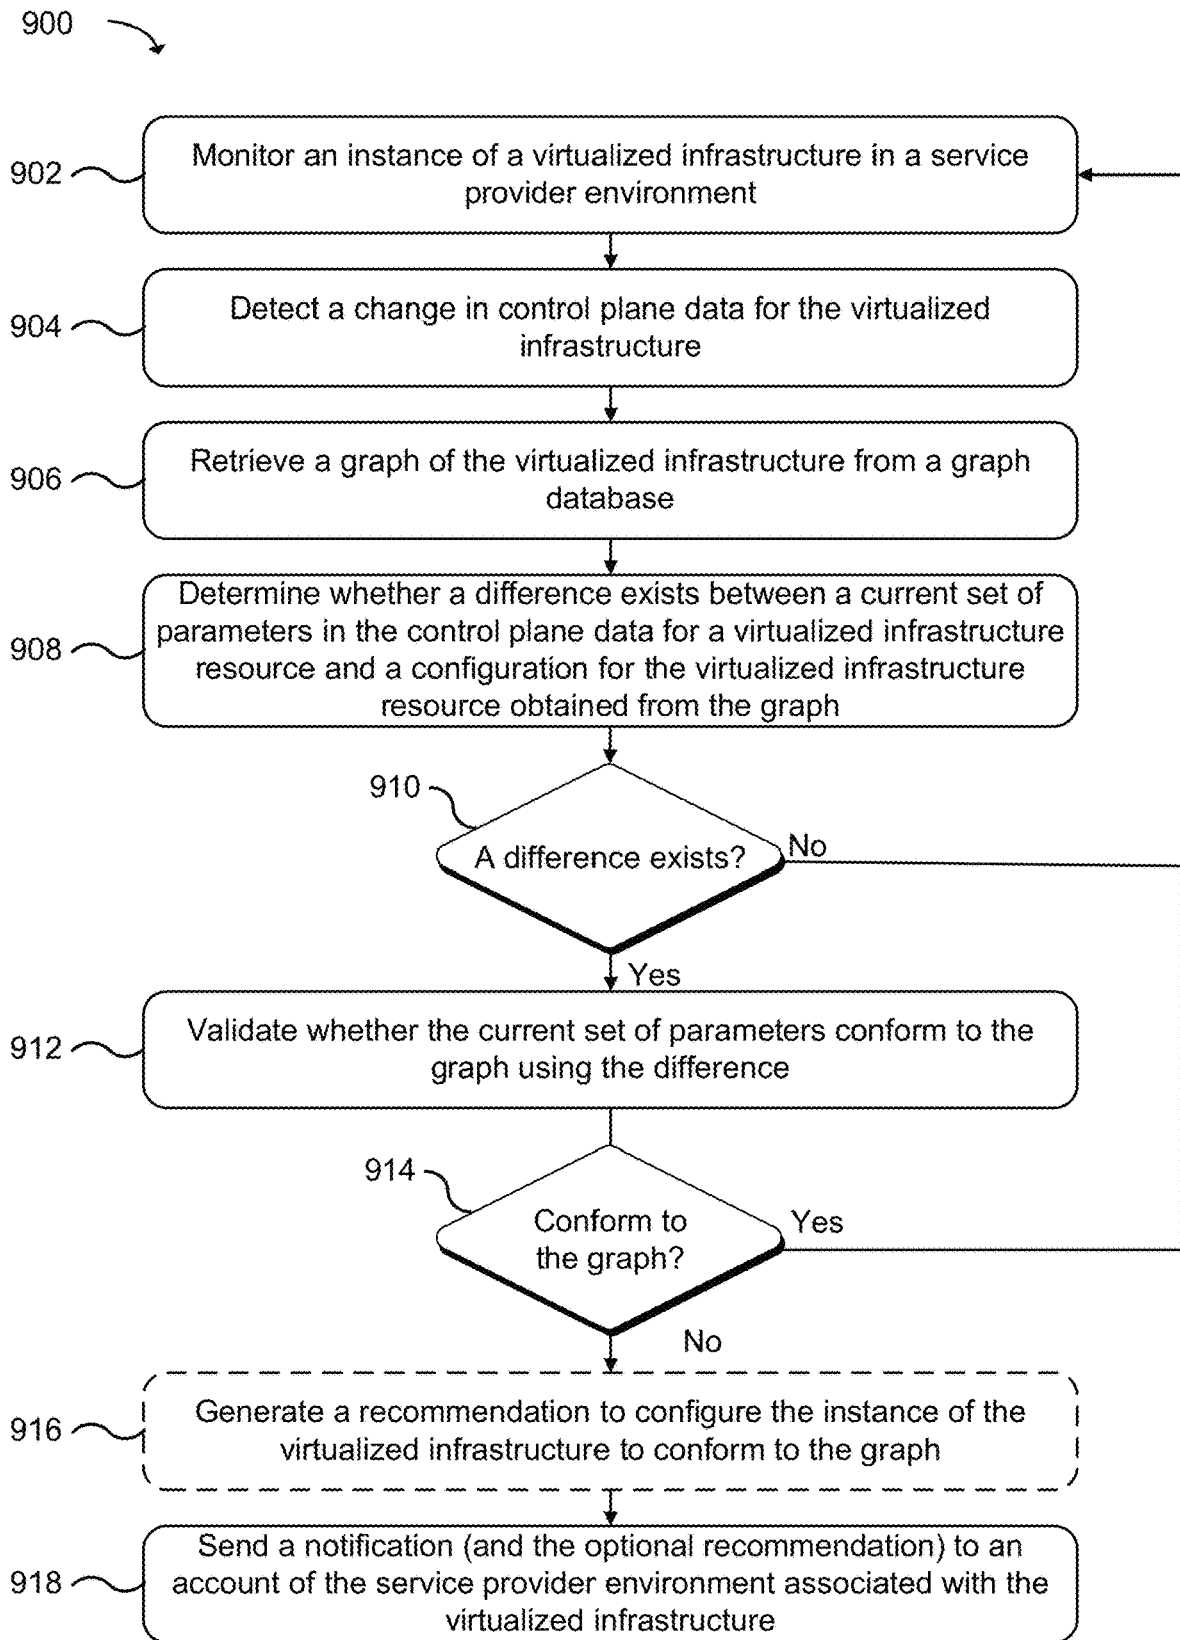 900
902
Monitor an instance of a virtualized infrastructure in a service
provider environment
904
Detect a change in control plane data for the virtualized
infrastructure
906
Retrieve a graph of the virtualized infrastructure from a graph
database
908
Determine whether a difference exists between a current set of
parameters in the control plane data for a virtualized infrastructure
resource and a configuration for the virtualized infrastructure
resource obtained from the graph
910
A difference exists?
No
Yes
912
Validate whether the current set of parameters conform to the
graph using the difference
914
Conform to
the graph?
Yes
No
916
Generate a recommendation to configure the instance of the
virtualized infrastructure to conform to the graph
918
Send a notification (and the optional recommendation) to an
account of the service provider environment associated with the
virtualized infrastructure